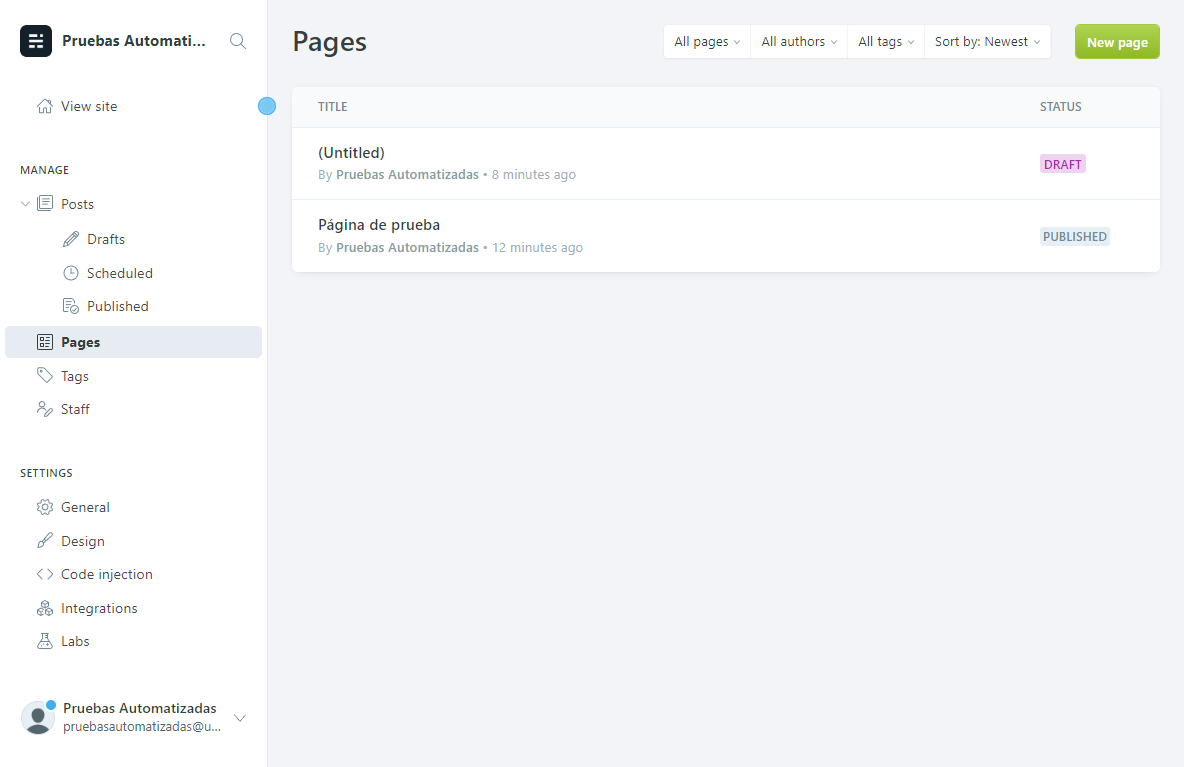 Pruebas Automati...
View site
MANAGE
Posts
Drafts
Scheduled
Published
Pages
Tags
Staff
SETTINGS
General
Design
Code injection
Integrations
Labs
Pruebas Automatizadas
pruebasautomatizadas@u...
Pages
All pages
All authors
All tags
Sort by: Newest
New page
TITLE
STATUS
(Untitled)
By Pruebas Automatizadas • 8 minutes ago
DRAFT
Página de prueba
By Pruebas Automatizadas • 12 minutes ago
PUBLISHED